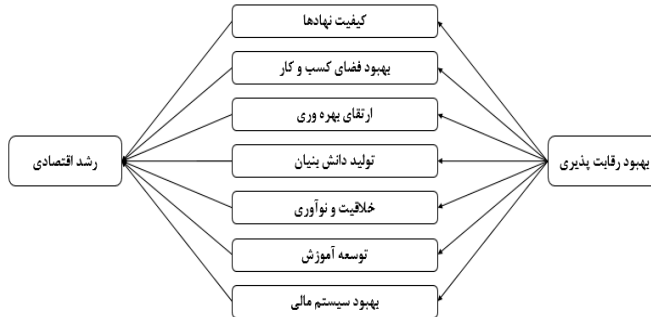 کیفیت نهادها
بهبود فضای کسب و کار
ارتقای بهره وری
بهبود رقابت پذیری
تولید دانش بنیان
رشد اقتصادی
خلاقیت و نوآوری
توسعه آموزش
بهبود سیستم مالی